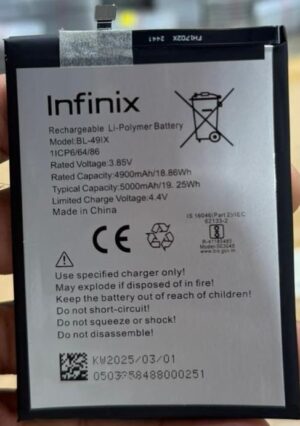 FH1702X 2441
Infinix
Rechargeable Li-Polymer Battery
Model:BL-49IX
1ICP6/64/86
Rated Voltage: 3.85V
Rated Capacity:4900mAh/18.86Wh
Typical Capacity:5000mAh/19. 25Wh
Limited Charge Voltage:4.4V
Made in China
IS 16046(Part 2)/IEC
62133-2
CE
Use specified charger only!
May explode if disposed of in fire!
Keep the battery out of reach of children!
Do not short-circuit!
Do not squeeze or shock!
Do not disassemble!
KW2025/03/01